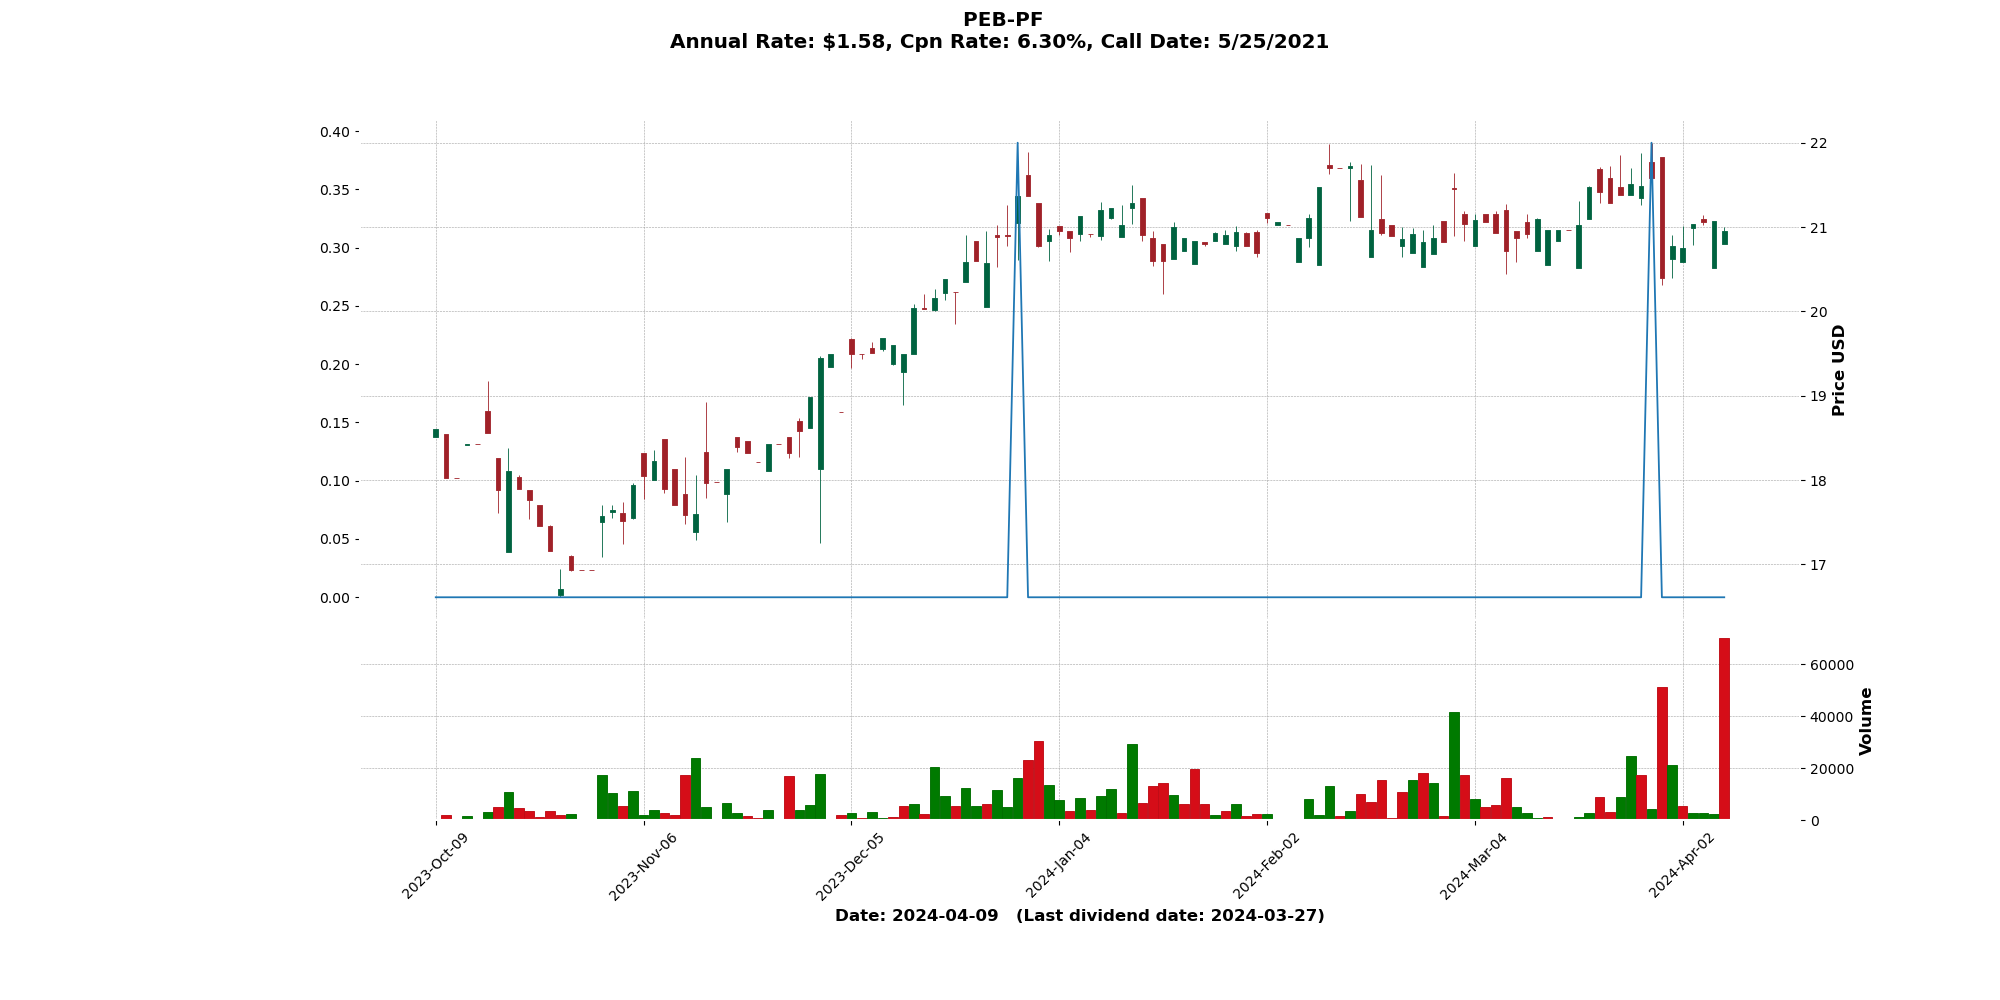 PEB-PF
Annual Rate: $1.58, Cpn Rate: 6.30%, Call Date: 5/25/2021
0.40
0.35
0.30
0.25
0.20
0.15
0.10
0.05
0.00
22
21
20
19
18
17
Price USD
60000
40000
20000
0
Volume
2023-Oct-09
2023-Nov-06
2023-Dec-05
2024-Jan-04
2024-Feb-02
2024-Mar-04
2024-Apr-02
Date: 2024-04-09 (Last dividend date: 2024-03-27)